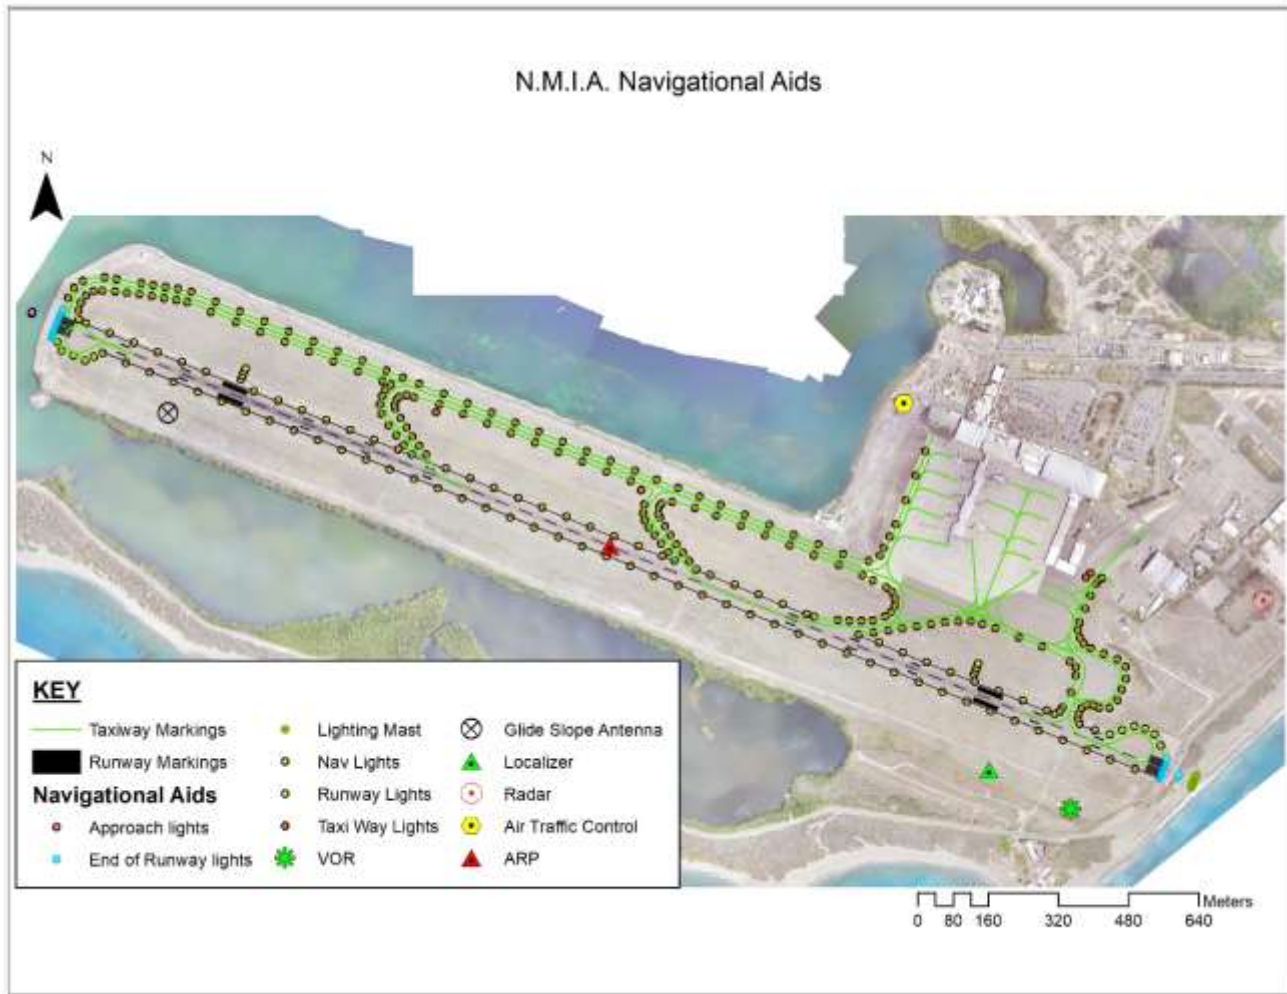 N.M.I.A. Navigational Aids
N
KEY
Taxiway Markings
Runway Markings
Navigational Aids
Approach lights
End of Runway lights
Lighting Mast
Nav Lights
Runway Lights
Taxi Way Lights
VOR
Glide Slope Antenna
Localizer
Radar
Air Traffic Control
ARP
Meters
0 80 160 320 480 640